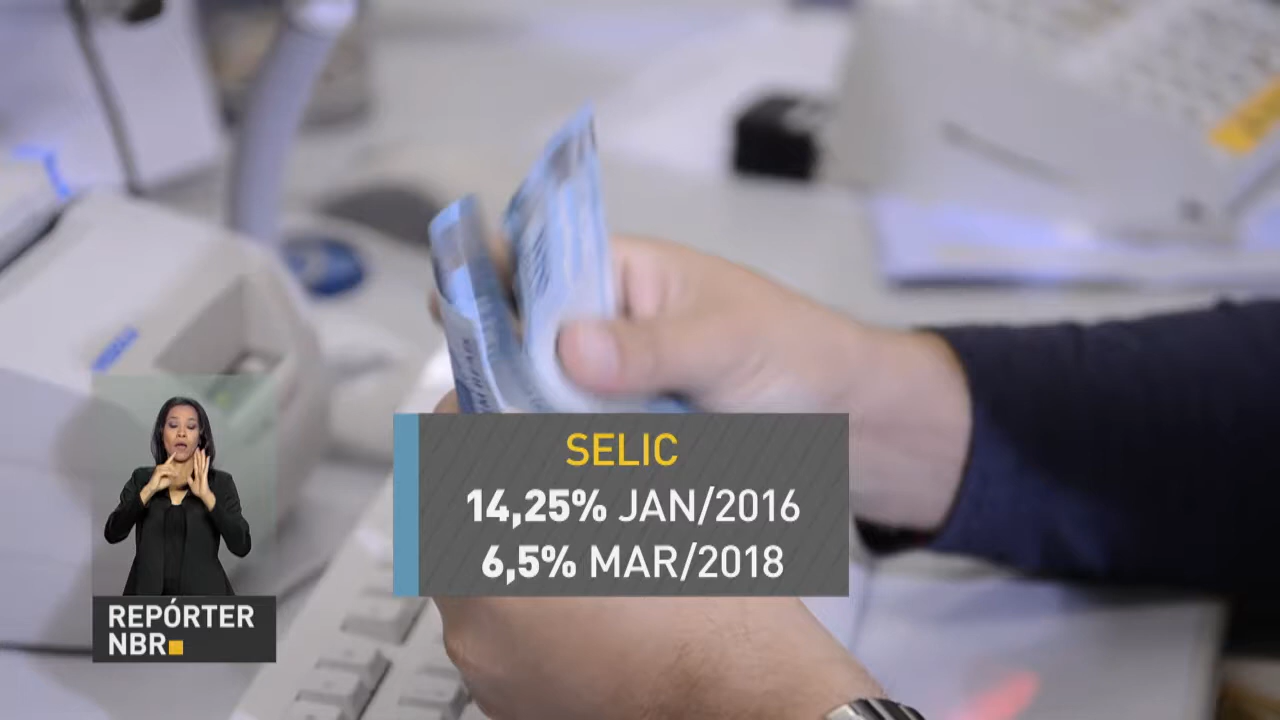 SELIC
14,25% JAN/2016
6,5% MAR/2018
REPÓRTER
NBR